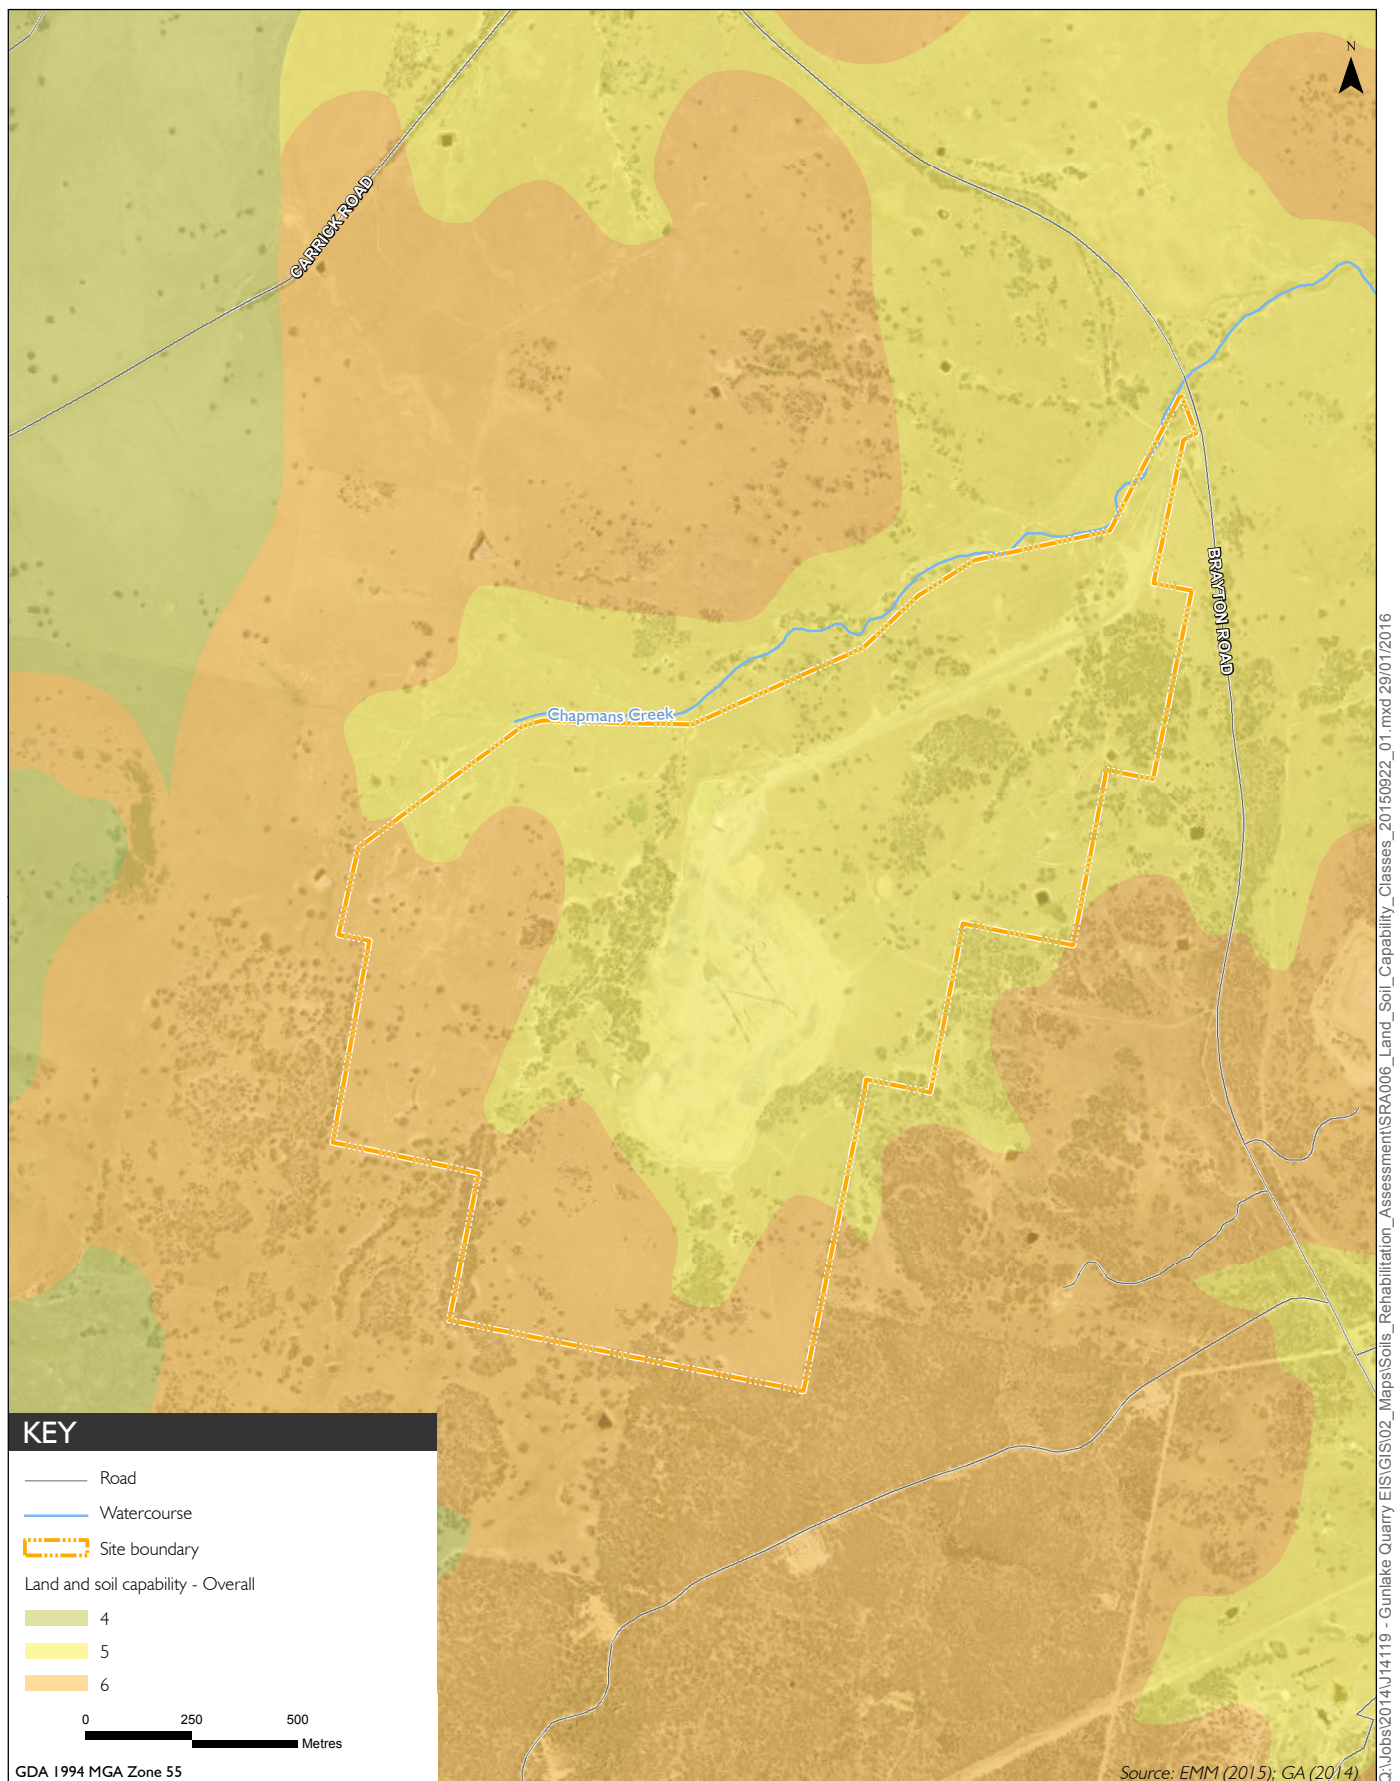 N
CARRICK ROAD
BRAYTON ROAD
Chapmans Creek
KEY
Road
Watercourse
Site boundary
Land and soil capability - Overall
4
5
6
0 250 500
Metres
GDA 1994 MGA Zone 55
Source: EMM (2015); GA (2014)
Q:\Jobs\2014\J14119 - Gunlake Quarry EIS\GIS\02_Maps\Soils_Rehabilitation_Assessment\SRA006_Land_Soil_Capability_Classes_20150922_01.mxd 29/01/2016